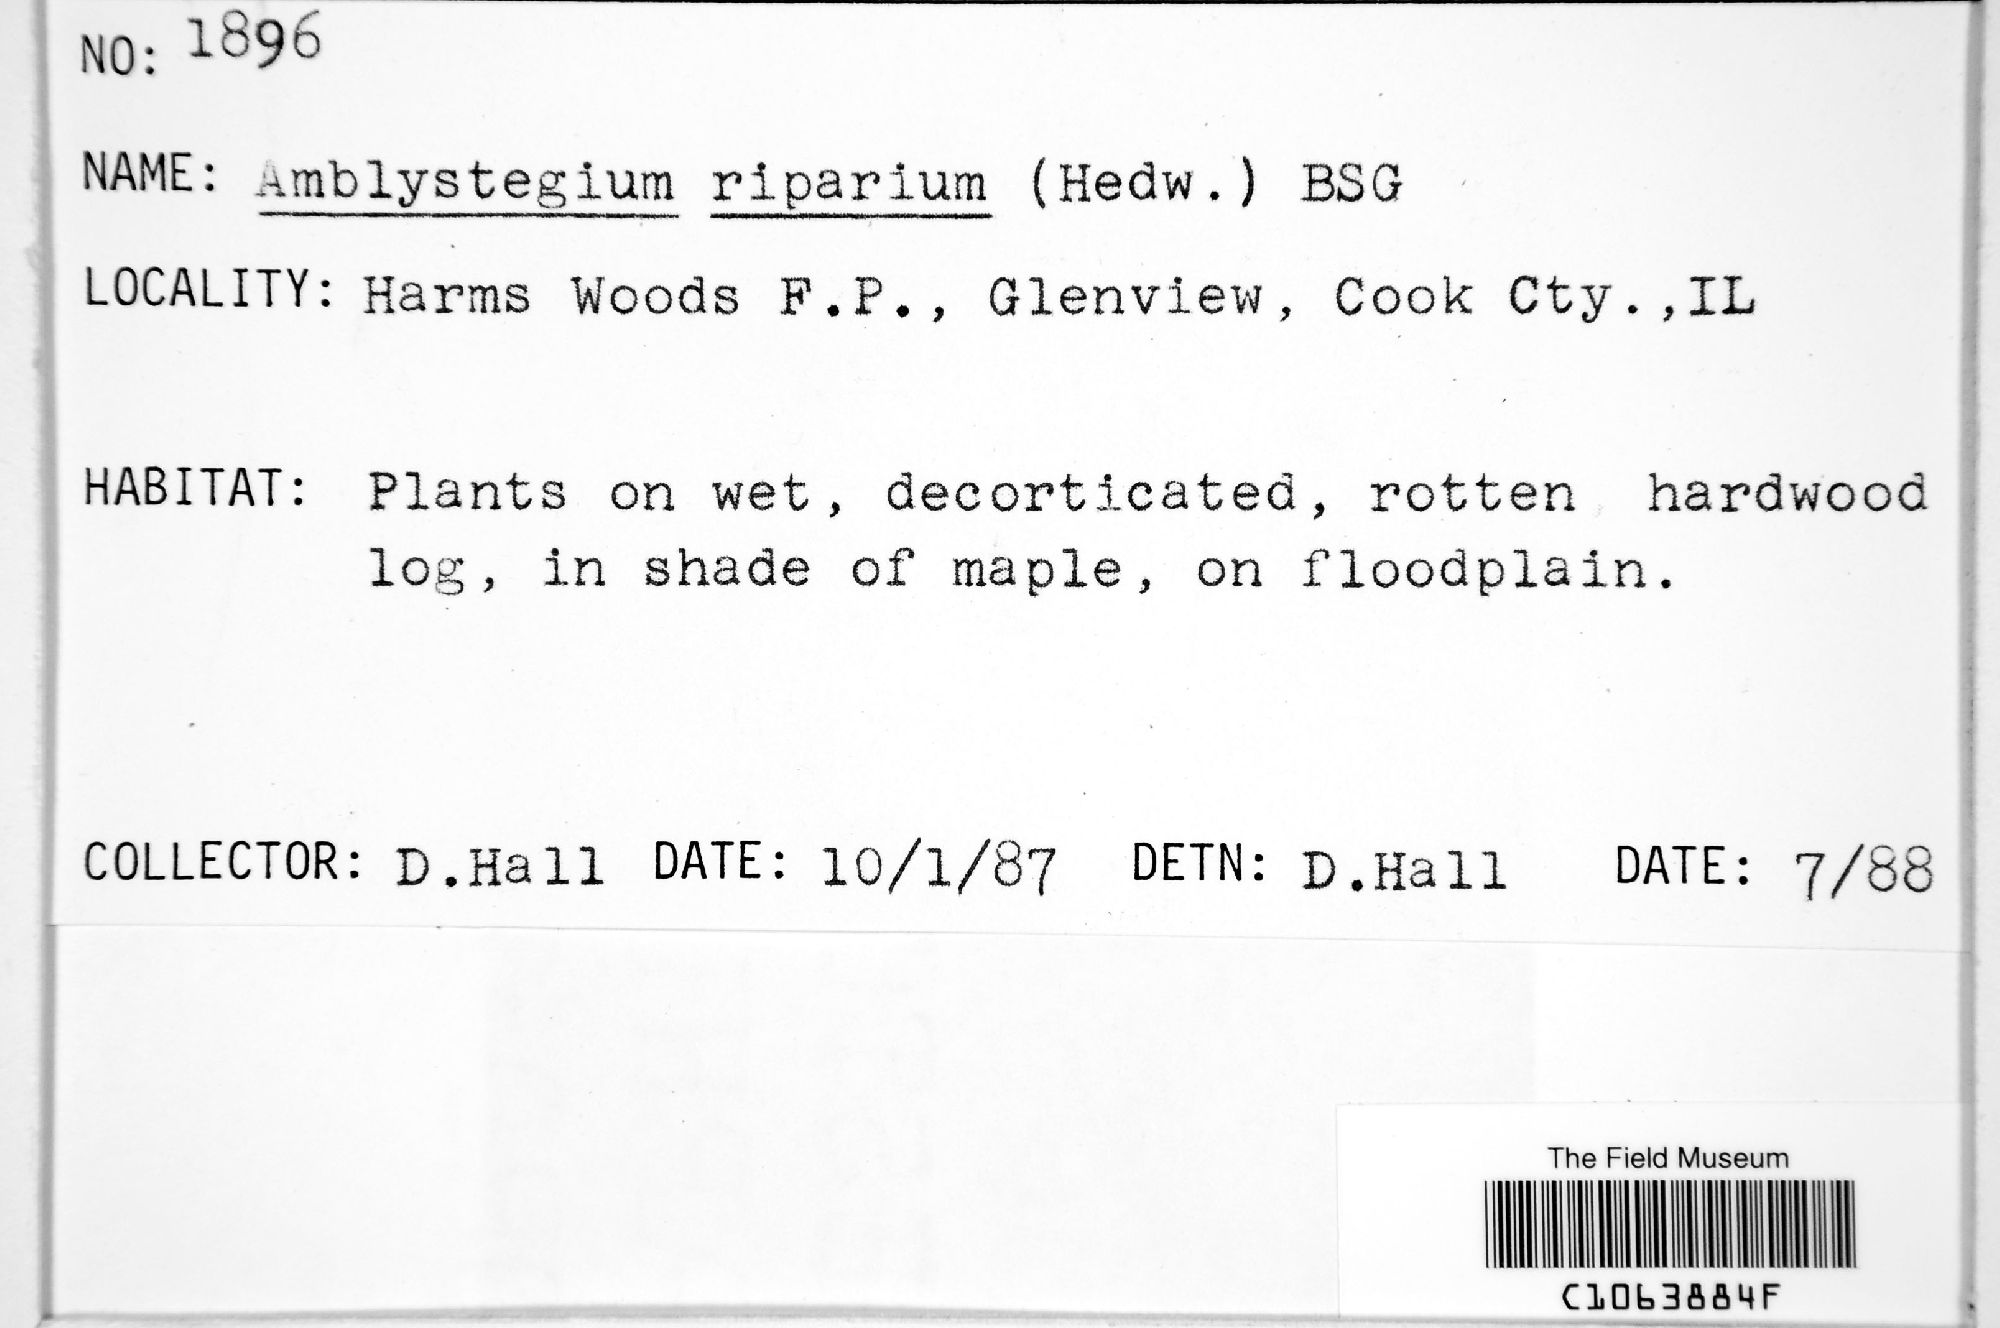 NO: 1896
NAME: Amblystegium riparium (Hedw.) BSG
LOCALITY: Harms Woods F.P., Glenview, Cook Cty.,IL
HABITAT: Plants on wet, decorticated, rotten hardwood
log, in shade of maple, on floodplain.
COLLECTOR: D.Hall DATE: 10/1/87 DETN: D.Hall DATE: 7/88
The Field Museum
C1063884F